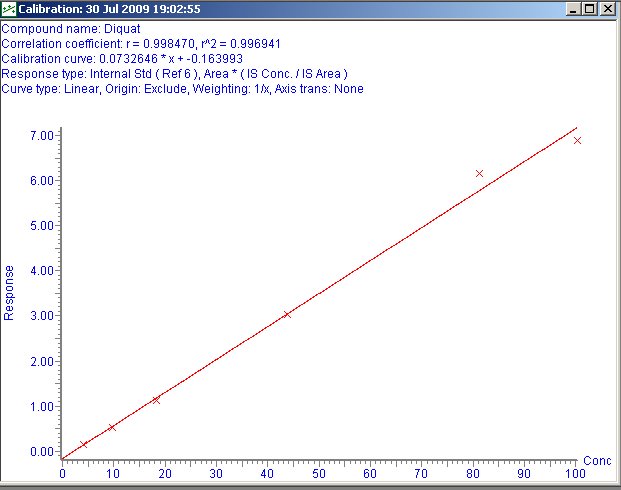 Calibration: 30 Jul 2009 19:02:55
Compound name: Diquat
Correlation coefficient: r = 0.998470, r^2 = 0.996941
Calibration curve: 0.0732646 * x + -0.163993
Response type: Internal Std ( Ref 6 ), Area * ( IS Conc. / IS Area )
Curve type: Linear, Origin: Exclude, Weighting: 1/x, Axis trans: None
7.00
6.00
5.00
4.00
3.00
2.00
1.00
0.00
Response
0 10 20 30 40 50 60 70 80 90 100
Conc